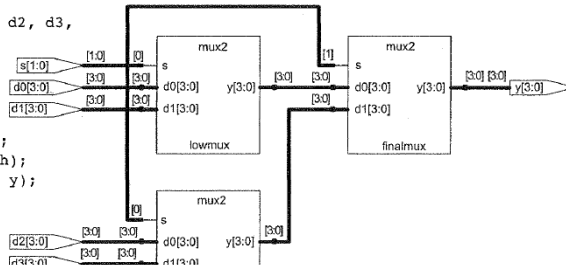 d2, d3,
mux2 mux2
[1:0] [0] [1]
s[1:0] s s
[3:0] [3:0] [3:0] [3:0] [3:0] [3:0]
d0[3:0] d0[3:0] y[3:0] d0[3:0] y[3:0] y[3:0]
[3:0] [3:0] [3:0]
d1[3:0] d1[3:0] d1[3:0]
;
lowmux finalmux
h);
y);
mux2
[0]
s
[3:0] [3:0] [3:0]
d2[3:0] d0[3:0] y[3:0]
[3:0] [3:0]
d3[3:0] d1[3:0]